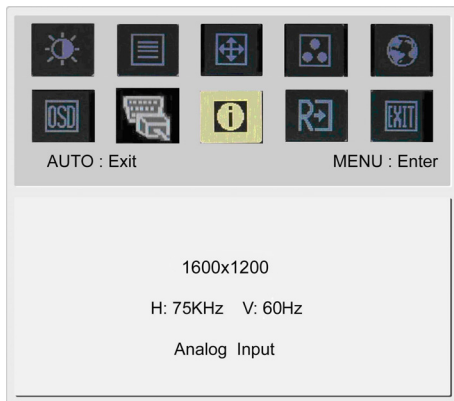 OSD
i
R
EXIT
AUTO : Exit
MENU : Enter
1600x1200
H: 75KHz V: 60Hz
Analog Input